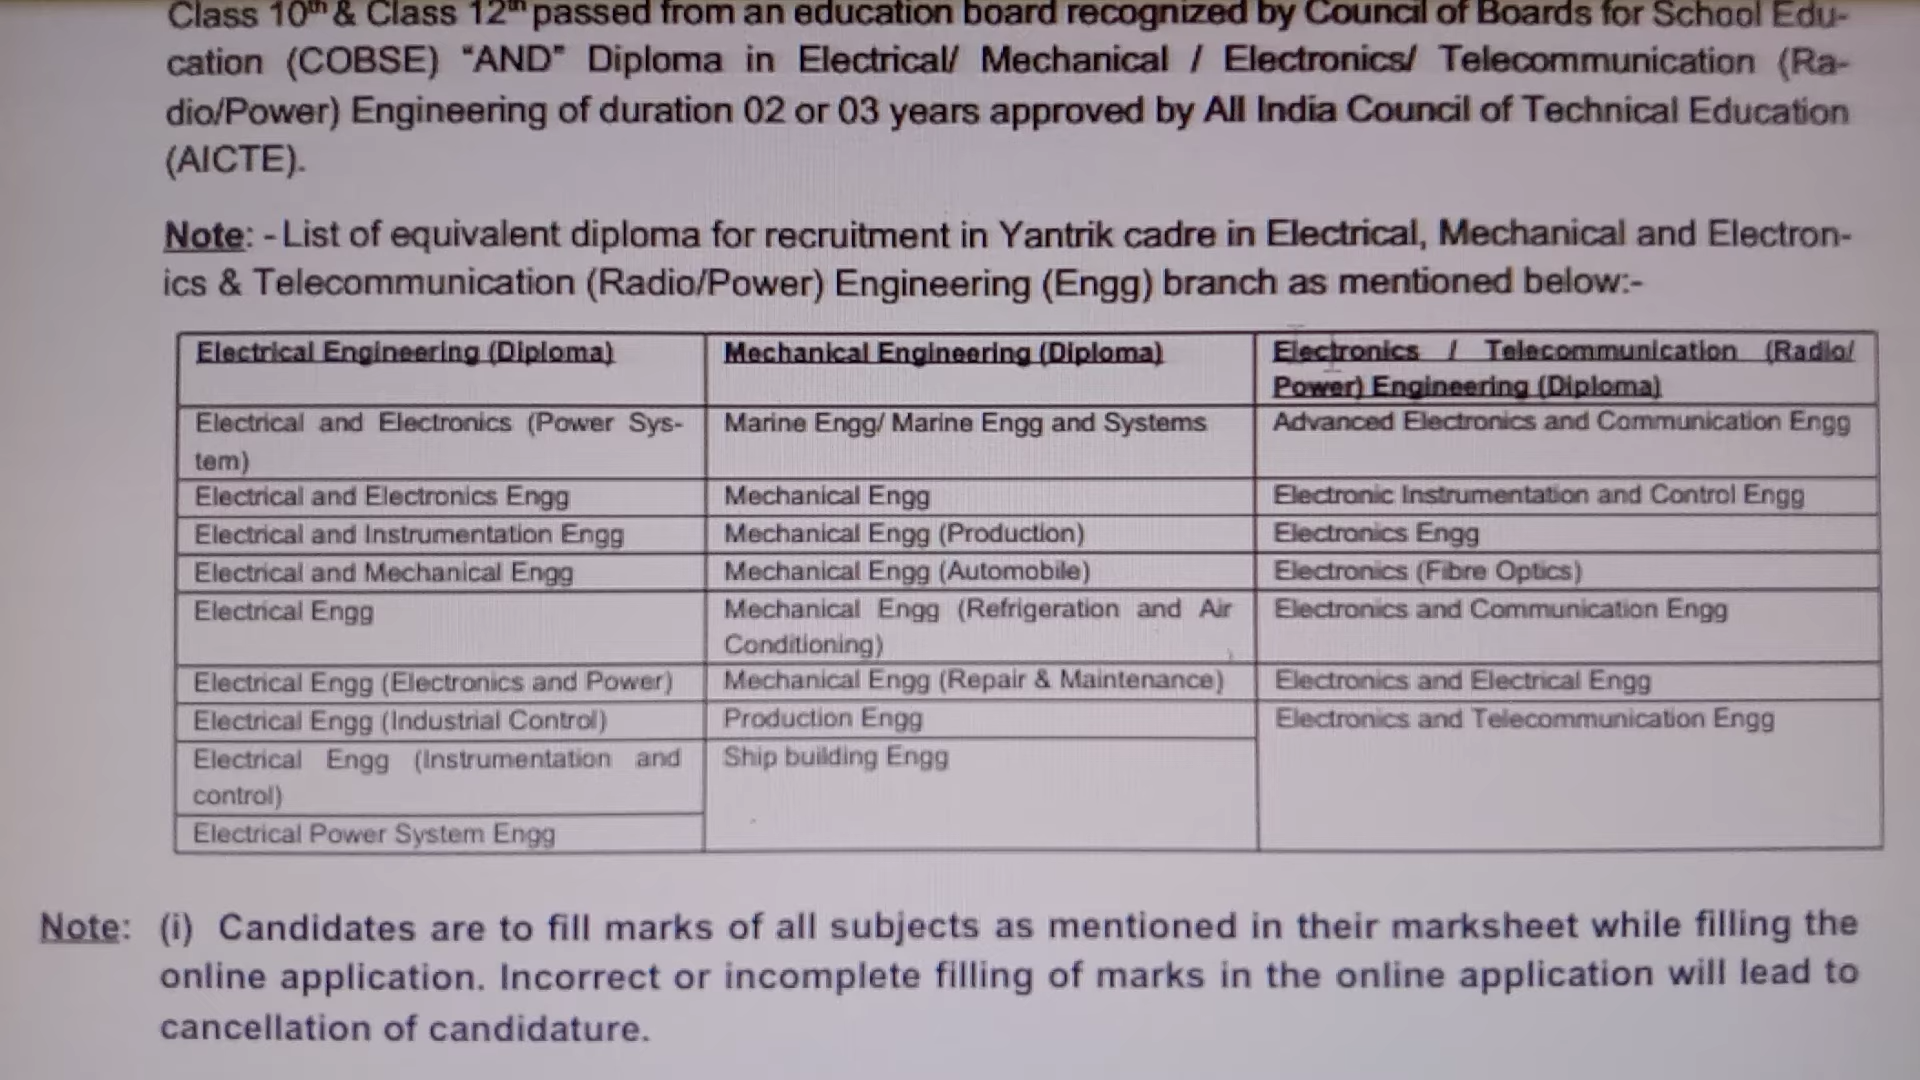 Class 10th & Class 12th passed from an education board recognized by Council of Boards for School Edu-
cation (COBSE) “AND” Diploma in Electrical/ Mechanical / Electronics/ Telecommunication (Ra-
dio/Power) Engineering of duration 02 or 03 years approved by All India Council of Technical Education
(AICTE).
Note: - List of equivalent diploma for recruitment in Yantrik cadre in Electrical, Mechanical and Electron-
ics & Telecommunication (Radio/Power) Engineering (Engg) branch as mentioned below:-
Electrical Engineering (Diploma)
Mechanical Engineering (Diploma)
Electronics / Telecommunication (Radio/
Power) Engineering (Diploma)
Electrical and Electronics (Power Sys-
tem)
Marine Engg/ Marine Engg and Systems
Advanced Electronics and Communication Engg
Electrical and Electronics Engg
Mechanical Engg
Electronic Instrumentation and Control Engg
Electrical and Instrumentation Engg
Mechanical Engg (Production)
Electronics Engg
Electrical and Mechanical Engg
Mechanical Engg (Automobile)
Electronics (Fibre Optics)
Electrical Engg
Mechanical Engg (Refrigeration and Air
Conditioning)
Electronics and Communication Engg
Electrical Engg (Electronics and Power)
Mechanical Engg (Repair & Maintenance)
Electronics and Electrical Engg
Electrical Engg (Industrial Control)
Production Engg
Electronics and Telecommunication Engg
Electrical Engg (Instrumentation and
control)
Ship building Engg
Electrical Power System Engg
Note: (i) Candidates are to fill marks of all subjects as mentioned in their marksheet while filling the
online application. Incorrect or incomplete filling of marks in the online application will lead to
cancellation of candidature.